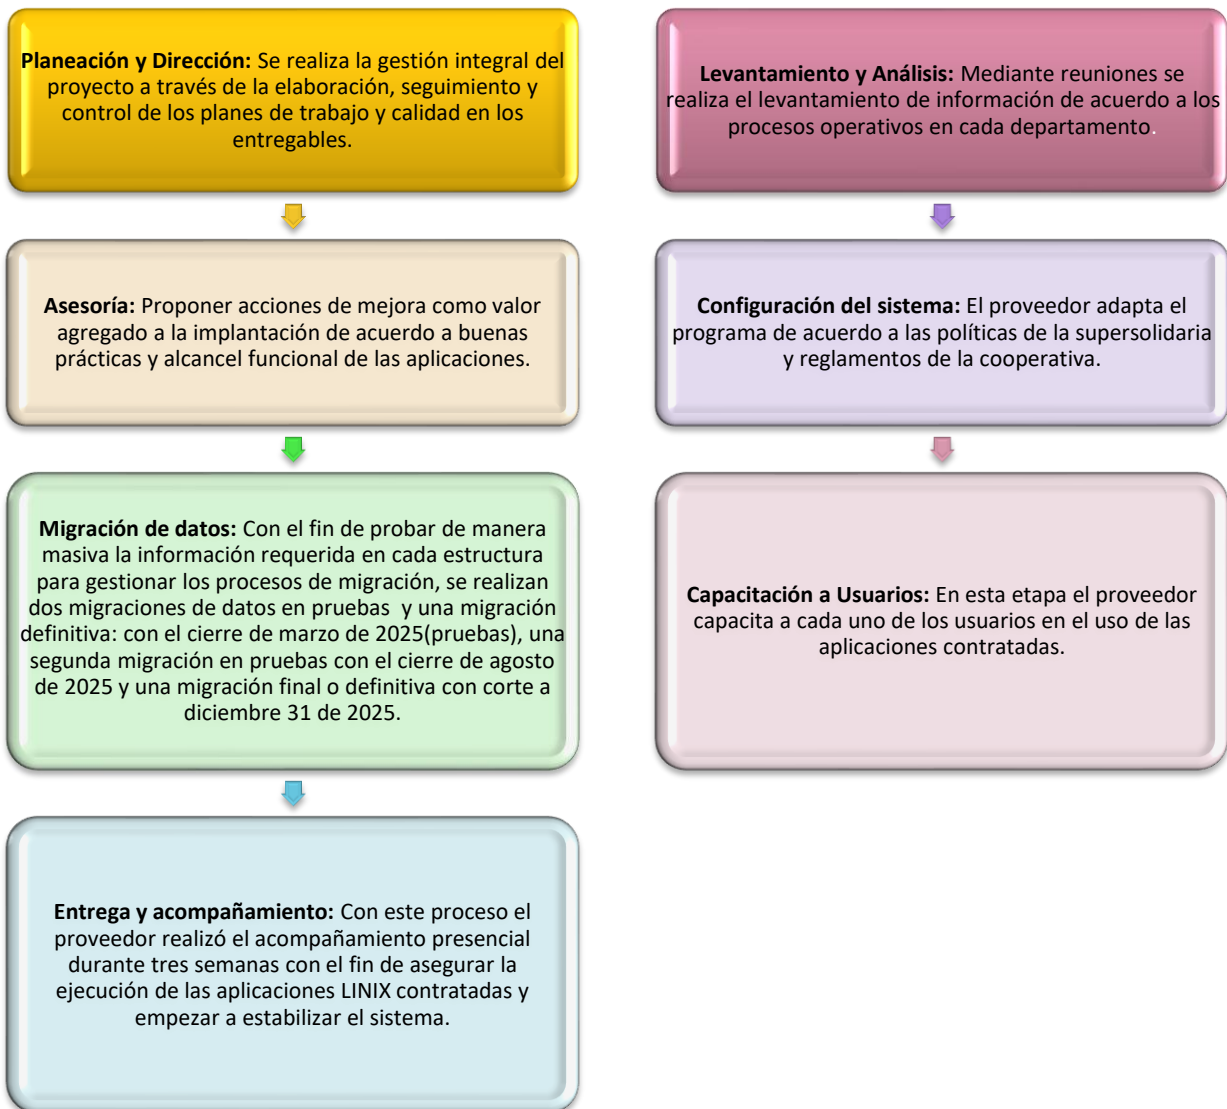 Planeación y Dirección: Se realiza la gestión integral del
proyecto a través de la elaboración, seguimiento y
control de los planes de trabajo y calidad en los
entregables.
Asesoría: Proponer acciones de mejora como valor
agregado a la implantación de acuerdo a buenas
prácticas y alcancel funcional de las aplicaciones.
Migración de datos: Con el fin de probar de manera
masiva la información requerida en cada estructura
para gestionar los procesos de migración, se realizan
dos migraciones de datos en pruebas  y una migración
definitiva: con el cierre de marzo de 2025(pruebas), una
segunda migración en pruebas con el cierre de agosto
de 2025 y una migración final o definitiva con corte a
diciembre 31 de 2025.
Entrega y acompañamiento: Con este proceso el
proveedor realizó el acompañamiento presencial
durante tres semanas con el fin de asegurar la
ejecución de las aplicaciones LINIX contratadas y
empezar a estabilizar el sistema.
Levantamiento y Análisis: Mediante reuniones se
realiza el levantamiento de información de acuerdo a los
procesos operativos en cada departamento.
Configuración del sistema: El proveedor adapta el
programa de acuerdo a las políticas de la supersolidaria
y reglamentos de la cooperativa.
Capacitación a Usuarios: En esta etapa el proveedor
capacita a cada uno de los usuarios en el uso de las
aplicaciones contratadas.